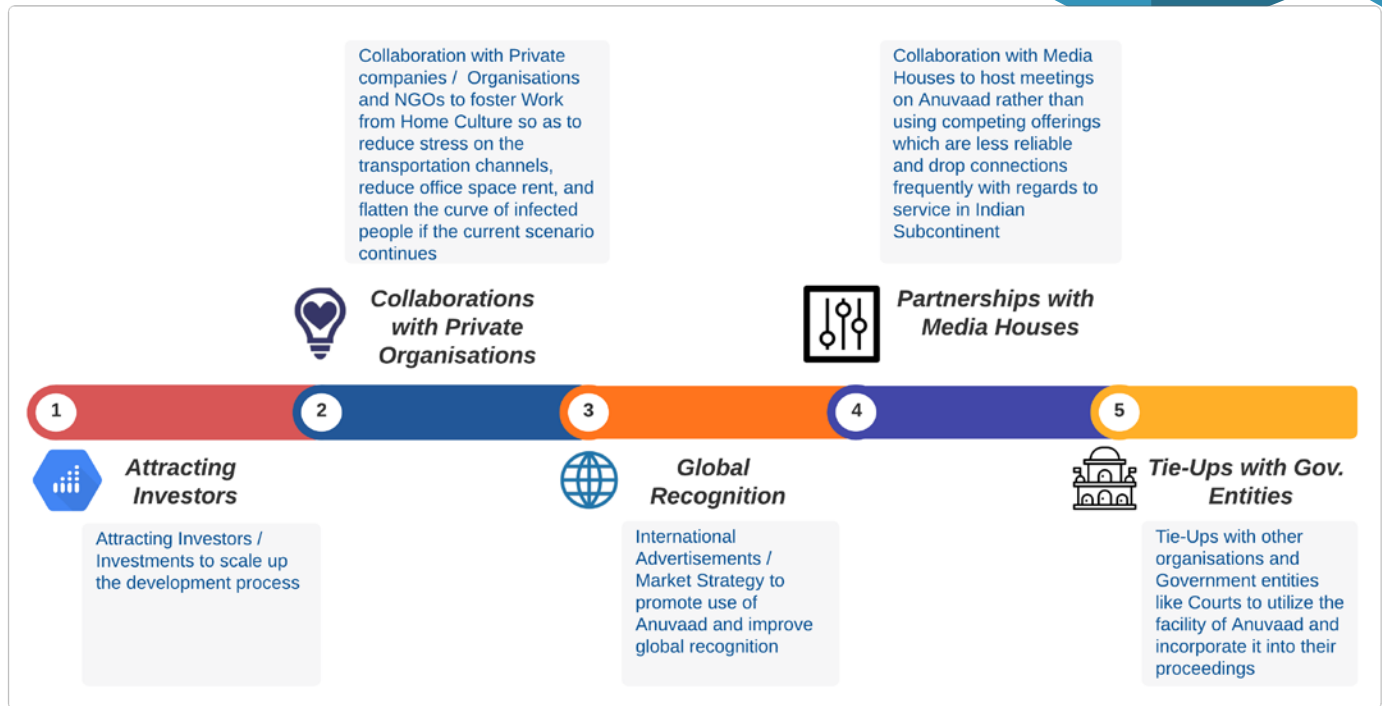 Collaboration with Private
companies /  Organisations
and NGOs to foster Work
from Home Culture so as to
reduce stress on the
transportation channels,
reduce office space rent, and
flatten the curve of infected
people if the current scenario
continues
Collaboration with Media
Houses to host meetings
on Anuvaad rather than
using competing offerings
which are less reliable
and drop connections
frequently with regards to
service in Indian
Subcontinent
Collaborations
with Private
Organisations
Partnerships with
Media Houses
1
2
3
4
5
Attracting
Investors
Global
Recognition
Tie-Ups with Gov.
Entities
Attracting Investors /
Investments to scale up
the development process
International
Advertisements /
Market Strategy to
promote use of
Anuvaad and improve
global recognition
Tie-Ups with other
organisations and
Government entities
like Courts to utilize the
facility of Anuvaad and
incorporate it into their
proceedings